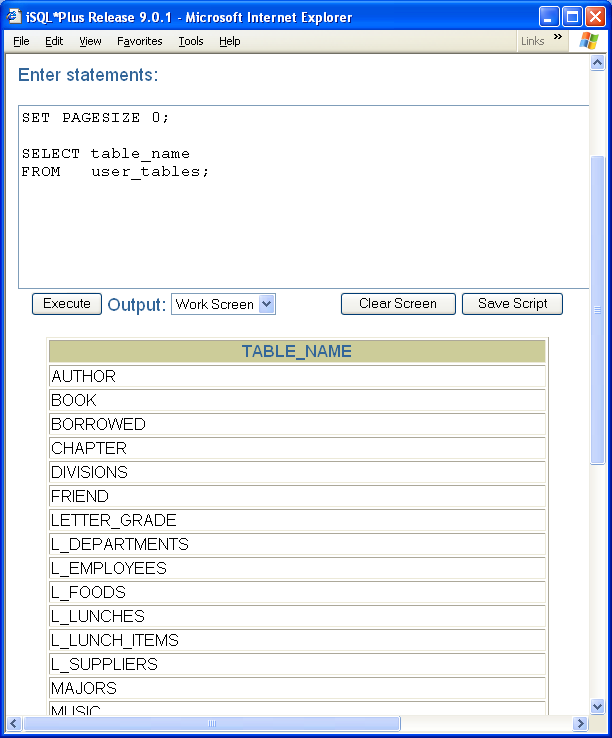 iSQL*Plus Release 9.0.1 - Microsoft Internet Explorer
File Edit View Favorites Tools Help Links »
Enter statements:
SET PAGESIZE 0;
SELECT table_name
FROM user_tables;
Execute Output: Work Screen Clear Screen Save Script
TABLE_NAME
AUTHOR
BOOK
BORROWED
CHAPTER
DIVISIONS
FRIEND
LETTER_GRADE
L_DEPARTMENTS
L_EMPLOYEES
L_FOODS
L_LUNCHES
L_LUNCH_ITEMS
L_SUPPLIERS
MAJORS
MUSIC